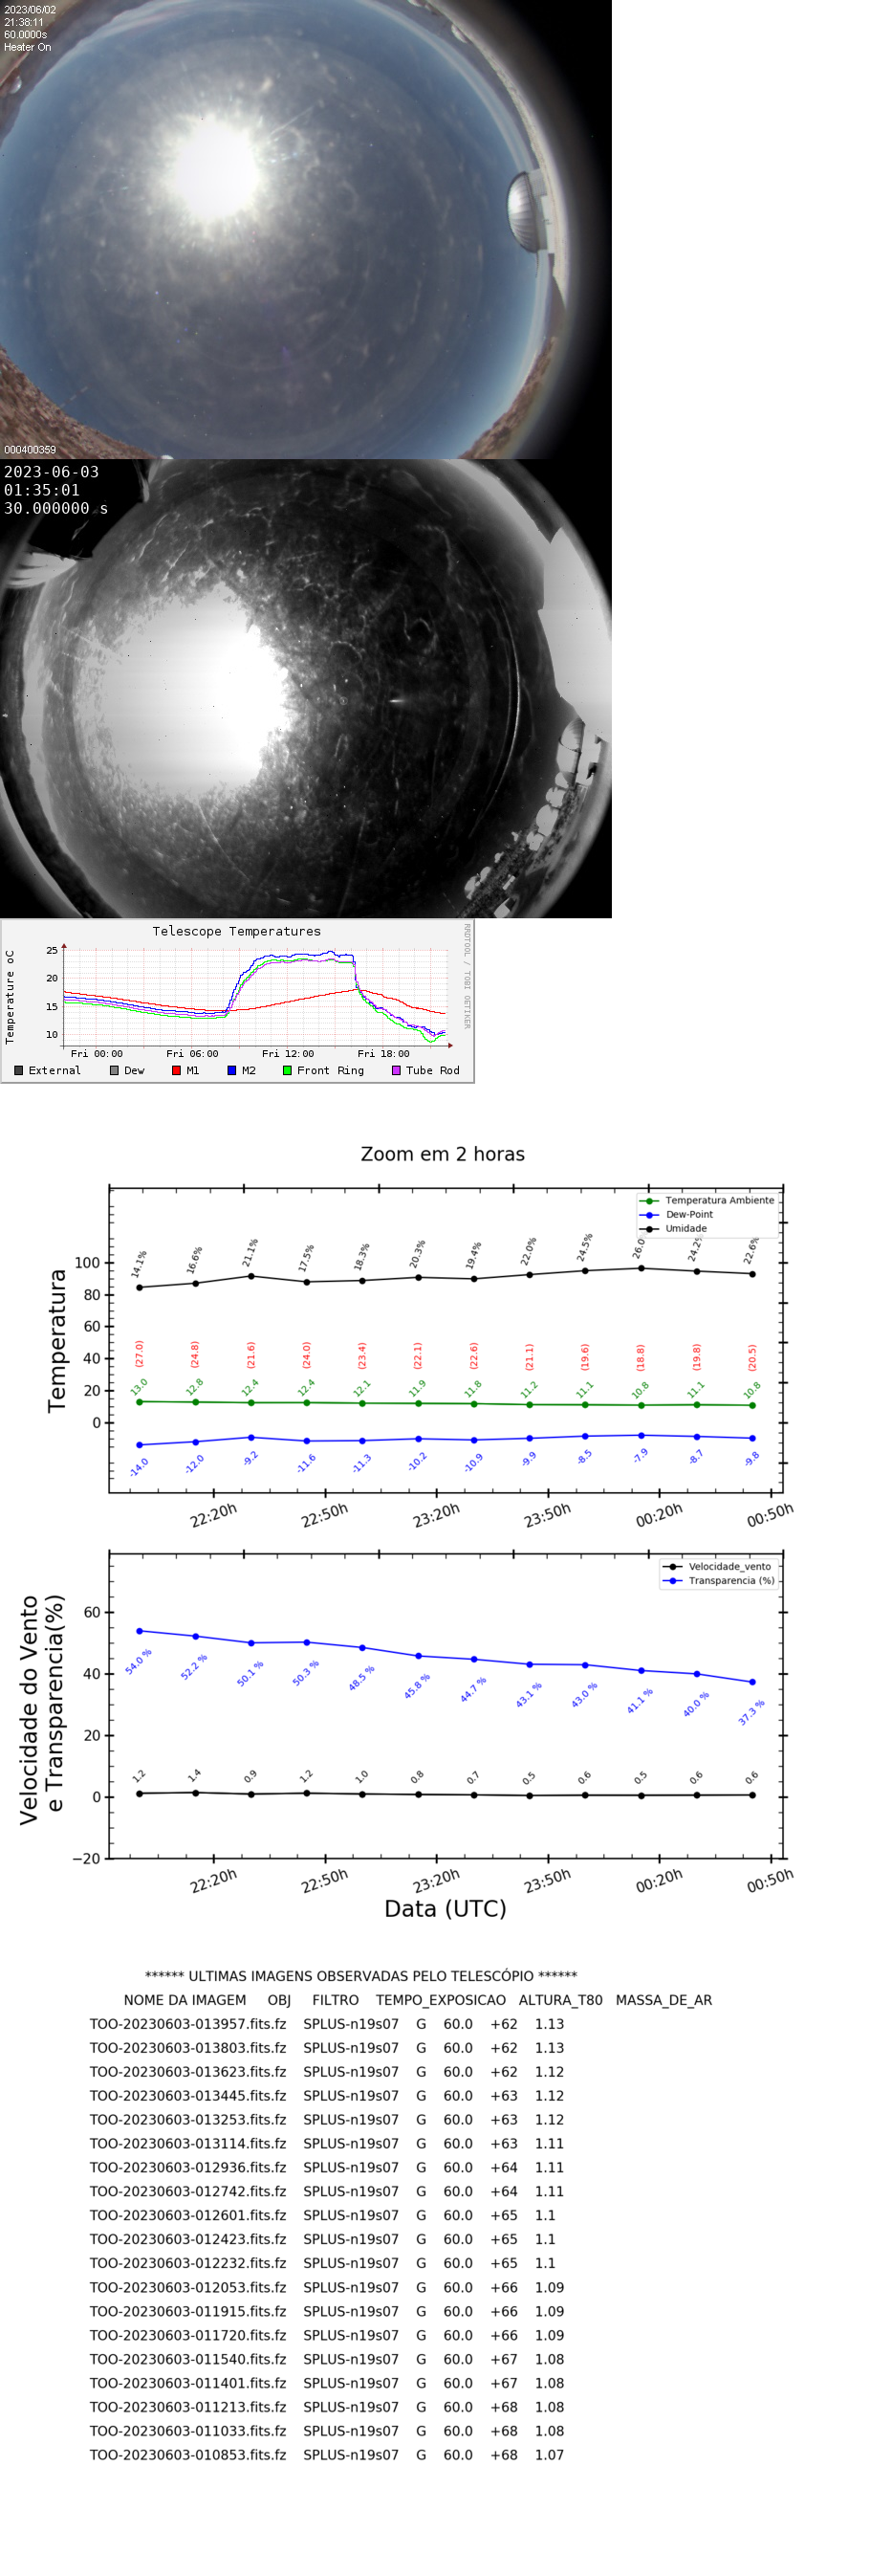 2023/06/02
21:38:11
60.0000s
Heater On
000400359
2023-06-03
01:35:01
30.000000 s
Telescope Temperatures
RRDTOOL / TOBI OETIKER
Temperature oC
25
20
15
10
Fri 00:00 Fri 06:00 Fri 12:00 Fri 18:00
External Dew M1 M2 Front Ring Tube Rod
Zoom em 2 horas
Temperatura Ambiente
Dew-Point
Umidade
Temperatura
100
80
60
40
20
0
14.1% 16.6% 21.1% 17.5% 18.3% 20.3% 19.4% 22.0% 24.5% 26.0 24.2% 22.6%
(27.0) (24.8) (21.6) (24.0) (23.4) (22.1) (22.6) (21.1) (19.6) (18.8) (19.8) (20.5)
13.0 12.8 12.4 12.4 12.1 11.9 11.8 11.2 11.1 10.8 11.1 10.8
-14.0 -12.0 -9.2 -11.6 -11.3 -10.2 -10.9 -9.9 -8.5 -7.9 -8.7 -9.8
22:20h 22:50h 23:20h 23:50h 00:20h 00:50h
Velocidade_vento
Transparencia (%)
Velocidade do Vento
e Transparencia(%)
60
40
20
0
−20
54.0 % 52.2 % 50.1 % 50.3 % 48.5 % 45.8 % 44.7 % 43.1 % 43.0 % 41.1 % 40.0 % 37.3 %
1.2 1.4 0.9 1.2 1.0 0.8 0.7 0.5 0.6 0.5 0.6 0.6
22:20h 22:50h 23:20h 23:50h 00:20h 00:50h
Data (UTC)
****** ULTIMAS IMAGENS OBSERVADAS PELO TELESCÓPIO ******
NOME DA IMAGEM OBJ FILTRO TEMPO_EXPOSICAO ALTURA_T80 MASSA_DE_AR
TOO-20230603-013957.fits.fz SPLUS-n19s07 G 60.0 +62 1.13
TOO-20230603-013803.fits.fz SPLUS-n19s07 G 60.0 +62 1.13
TOO-20230603-013623.fits.fz SPLUS-n19s07 G 60.0 +62 1.12
TOO-20230603-013445.fits.fz SPLUS-n19s07 G 60.0 +63 1.12
TOO-20230603-013253.fits.fz SPLUS-n19s07 G 60.0 +63 1.12
TOO-20230603-013114.fits.fz SPLUS-n19s07 G 60.0 +63 1.11
TOO-20230603-012936.fits.fz SPLUS-n19s07 G 60.0 +64 1.11
TOO-20230603-012742.fits.fz SPLUS-n19s07 G 60.0 +64 1.11
TOO-20230603-012601.fits.fz SPLUS-n19s07 G 60.0 +65 1.1
TOO-20230603-012423.fits.fz SPLUS-n19s07 G 60.0 +65 1.1
TOO-20230603-012232.fits.fz SPLUS-n19s07 G 60.0 +65 1.1
TOO-20230603-012053.fits.fz SPLUS-n19s07 G 60.0 +66 1.09
TOO-20230603-011915.fits.fz SPLUS-n19s07 G 60.0 +66 1.09
TOO-20230603-011720.fits.fz SPLUS-n19s07 G 60.0 +66 1.09
TOO-20230603-011540.fits.fz SPLUS-n19s07 G 60.0 +67 1.08
TOO-20230603-011401.fits.fz SPLUS-n19s07 G 60.0 +67 1.08
TOO-20230603-011213.fits.fz SPLUS-n19s07 G 60.0 +68 1.08
TOO-20230603-011033.fits.fz SPLUS-n19s07 G 60.0 +68 1.08
TOO-20230603-010853.fits.fz SPLUS-n19s07 G 60.0 +68 1.07